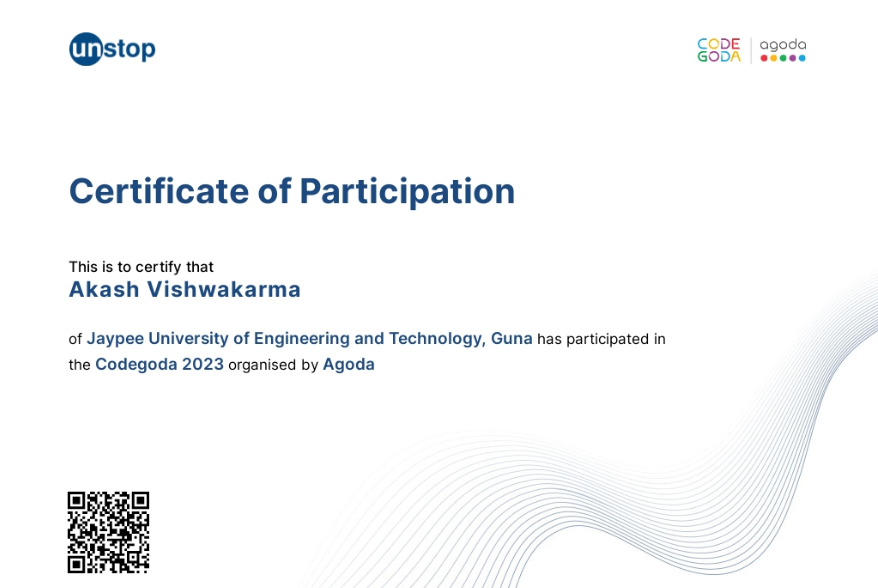 unstop
CODE
GODA
agoda
Certificate of Participation
This is to certify that
Akash Vishwakarma
of Jaypee University of Engineering and Technology, Guna has participated in
the Codegoda 2023 organised by Agoda